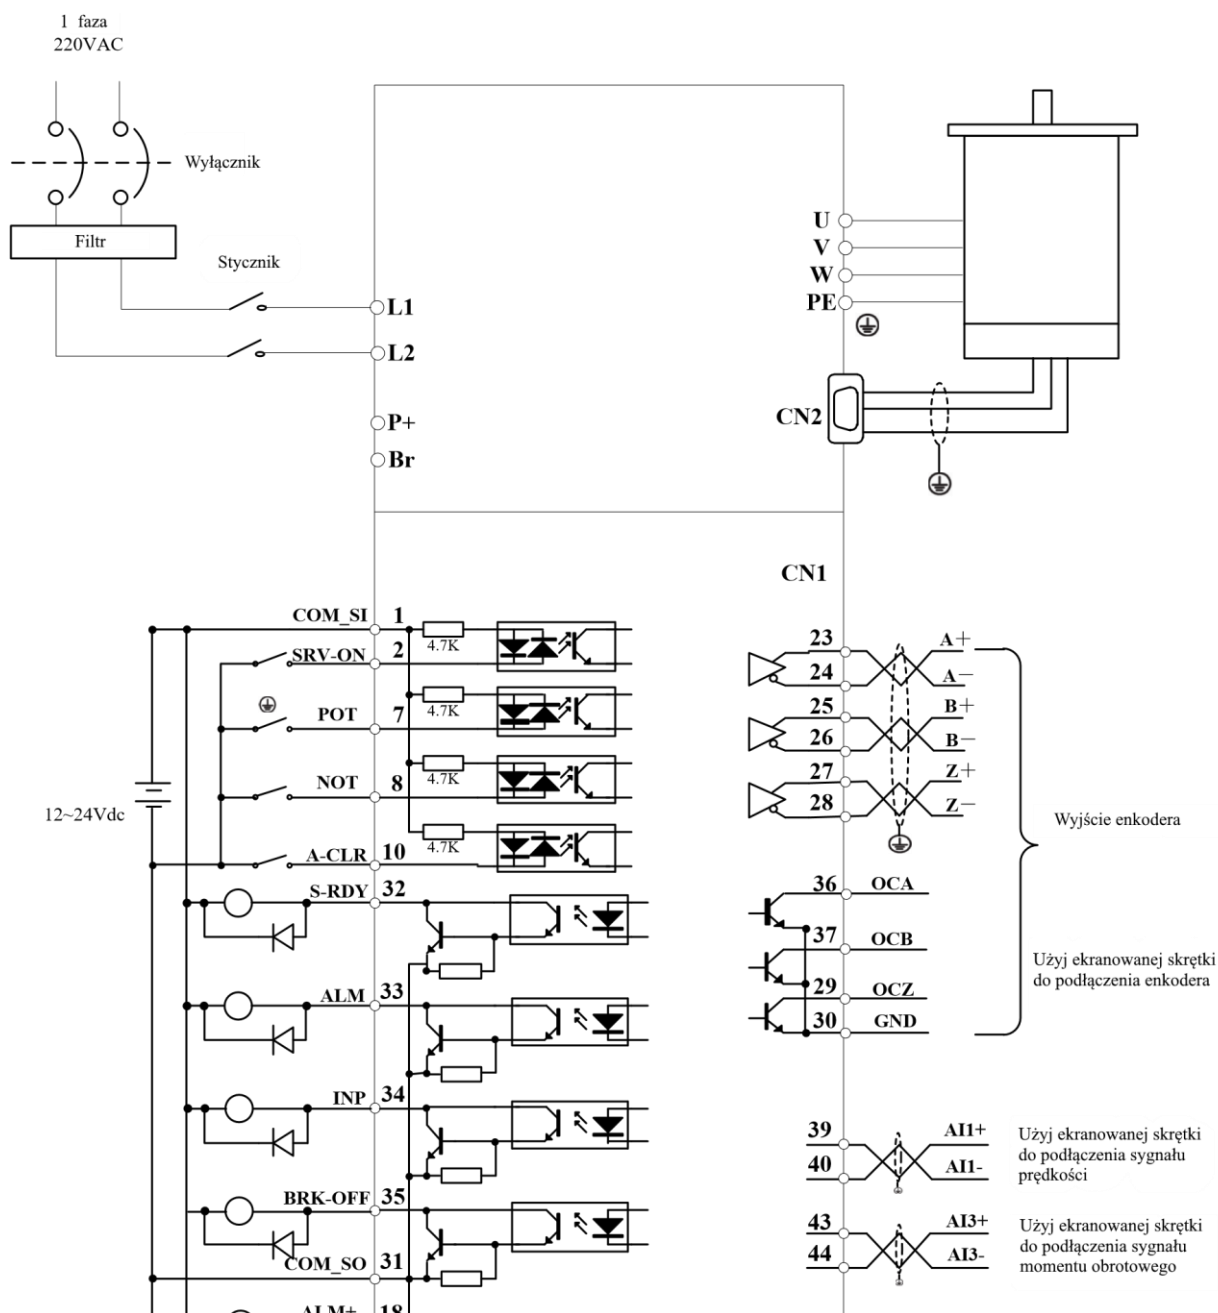 1 faza
220VAC
Wyłącznik
Filtr
Stycznik
L1
L2
P+
Br
U
V
W
PE
CN2
CN1
COM_SI 1
4.7K
SRV-ON 2
POT 7
4.7K
NOT 8
4.7K
12~24Vdc
A-CLR 10
4.7K
S-RDY 32
ALM 33
INP 34
BRK-OFF 35
COM_SO 31
ALM+ 18
23 A+
24 A-
25 B+
26 B-
27 Z+
28 Z-
Wyjście enkodera
36 OCA
37 OCB
29 OCZ
30 GND
Użyj ekranowanej skrętki
do podłączenia enkodera
39 AI1+
40 AI1-
Użyj ekranowanej skrętki
do podłączenia sygnału
prędkości
43 AI3+
44 AI3-
Użyj ekranowanej skrętki
do podłączenia sygnału
momentu obrotowego